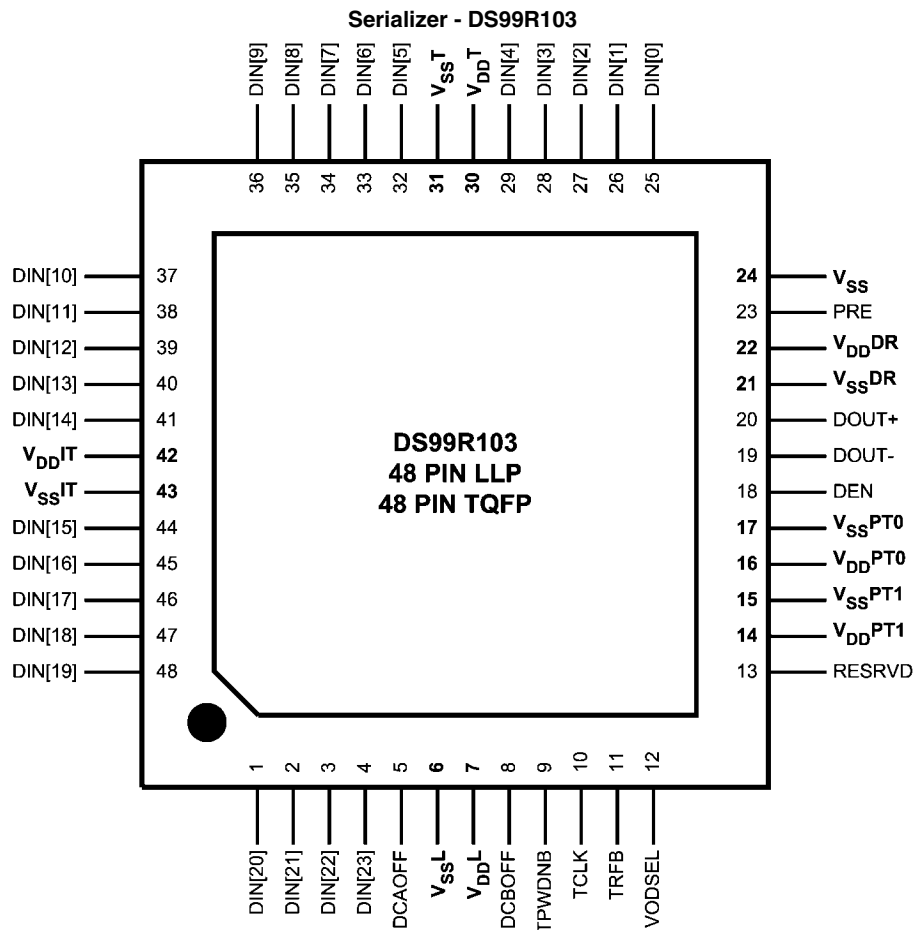 Serializer - DS99R103
DIN[9] DIN[8] DIN[7] DIN[6] DIN[5] VSST VDDT DIN[4] DIN[3] DIN[2] DIN[1] DIN[0]
36 35 34 33 32 31 30 29 28 27 26 25
DIN[10] 37 24 VSS
DIN[11] 38 23 PRE
DIN[12] 39 22 VDDDR
DIN[13] 40 21 VSSDR
DIN[14] 41 20 DOUT+
VDDIT 42 19 DOUT-
VSSIT 43 18 DEN
DIN[15] 44 17 VSSPT0
DIN[16] 45 16 VDDPT0
DIN[17] 46 15 VSSPT1
DIN[18] 47 14 VDDPT1
DIN[19] 48 13 RESRVD
DS99R103
48 PIN LLP
48 PIN TQFP
1 2 3 4 5 6 7 8 9 10 11 12
DIN[20] DIN[21] DIN[22] DIN[23] DCAOFF VSSL VDDL DCBOFF TPWDNB TCLK TRFB VODSEL